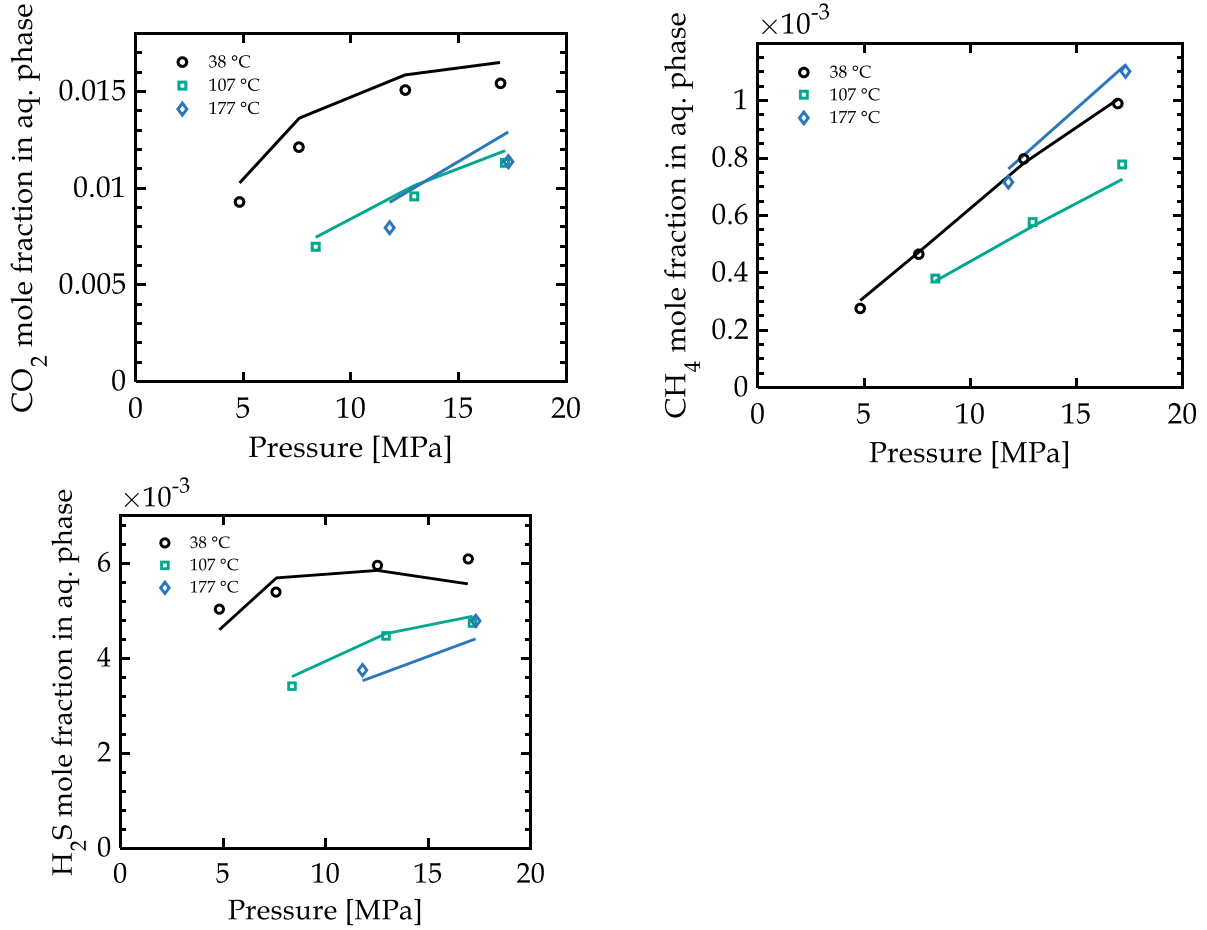 CO2 mole fraction in aq. phase
38 °C
107 °C
177 °C
0.015
0.01
0.005
0
0 5 10 15 20
Pressure [MPa]
×10-3
CH4 mole fraction in aq. phase
38 °C
107 °C
177 °C
1
0.8
0.6
0.4
0.2
0
0 5 10 15 20
Pressure [MPa]
×10-3
H2S mole fraction in aq. phase
38 °C
107 °C
177 °C
6
4
2
0
0 5 10 15 20
Pressure [MPa]